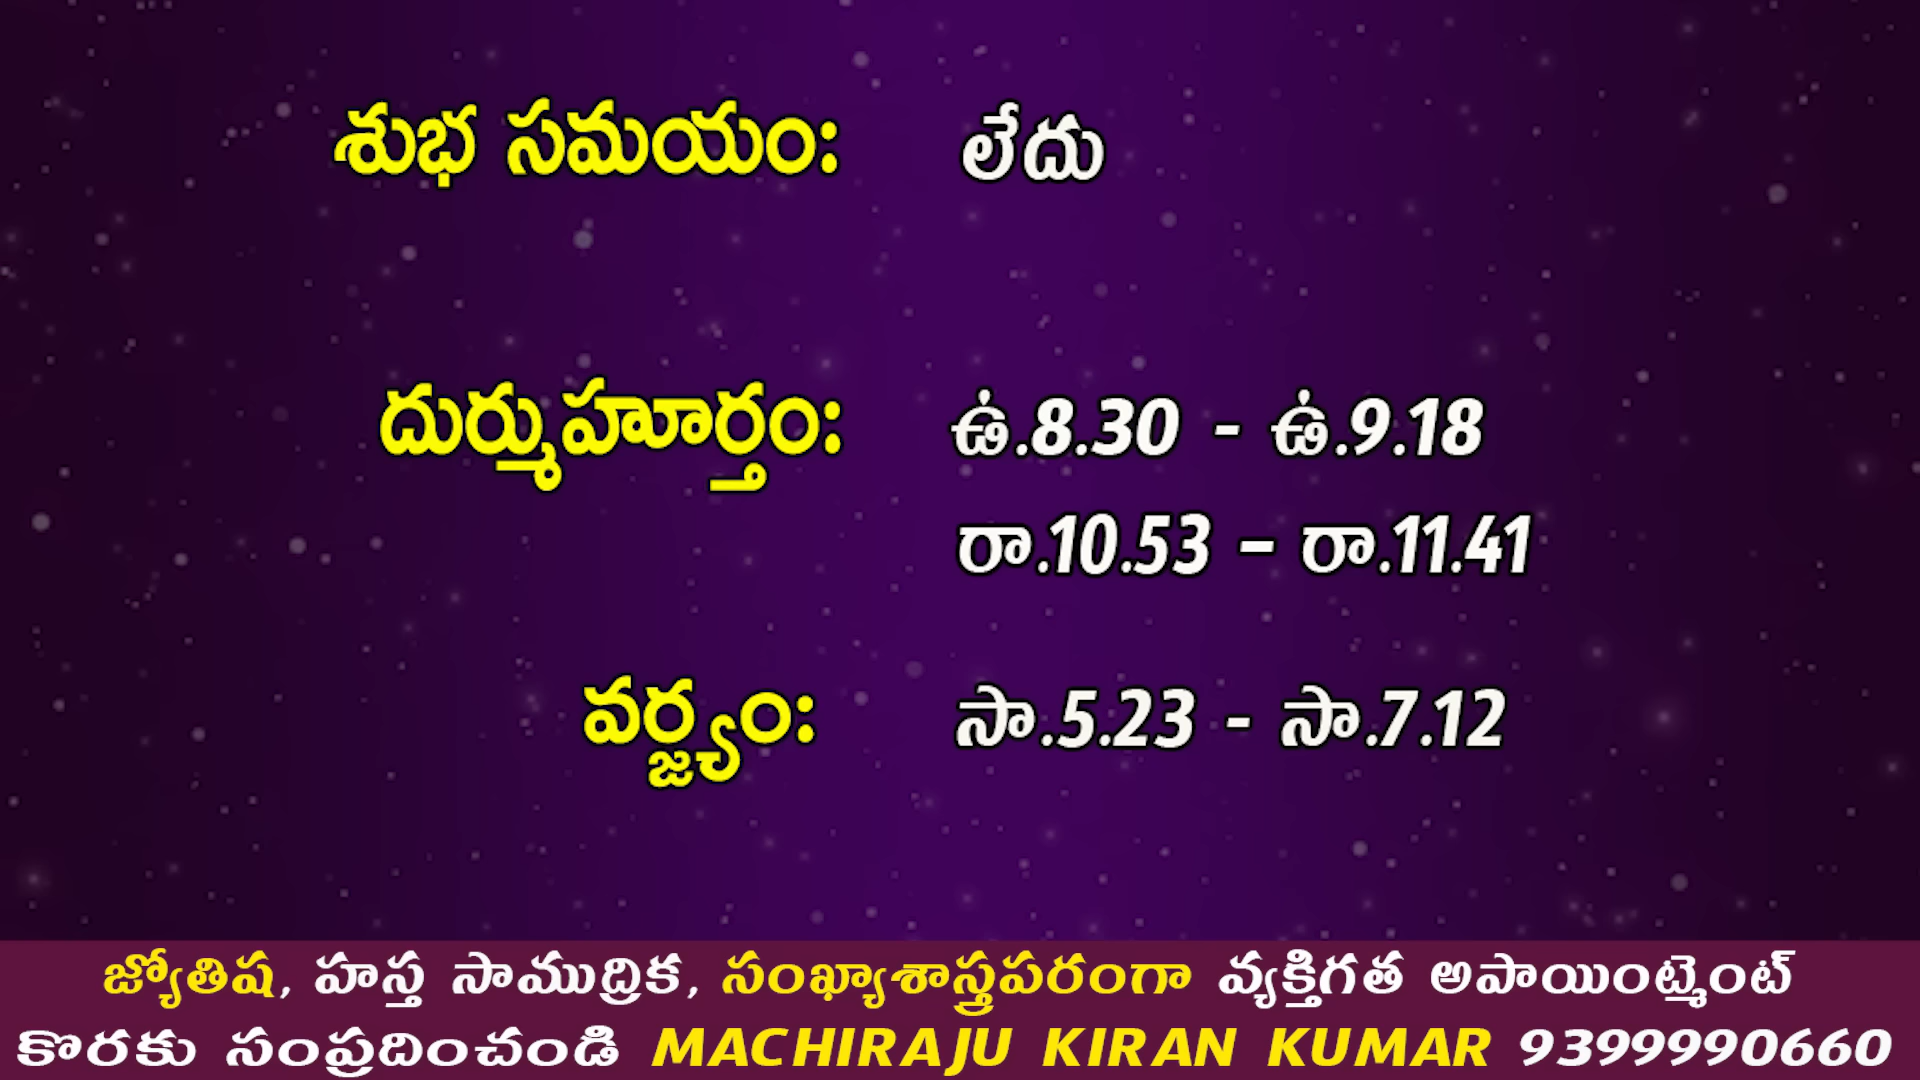 శుభ సమయం: లేదు
దుర్ముహూర్తం: ఉ.8.30 - ఉ.9.18
రా.10.53 – రా.11.41
వర్జ్యం: సా.5.23 - సా.7.12
జ్యోతిష, హస్త సాముద్రిక, సంఖ్యాశాస్త్రపరంగా వ్యక్తిగత అపాయింట్మెంట్
కొరకు సంప్రదించండి MACHIRAJU KIRAN KUMAR 9399990660